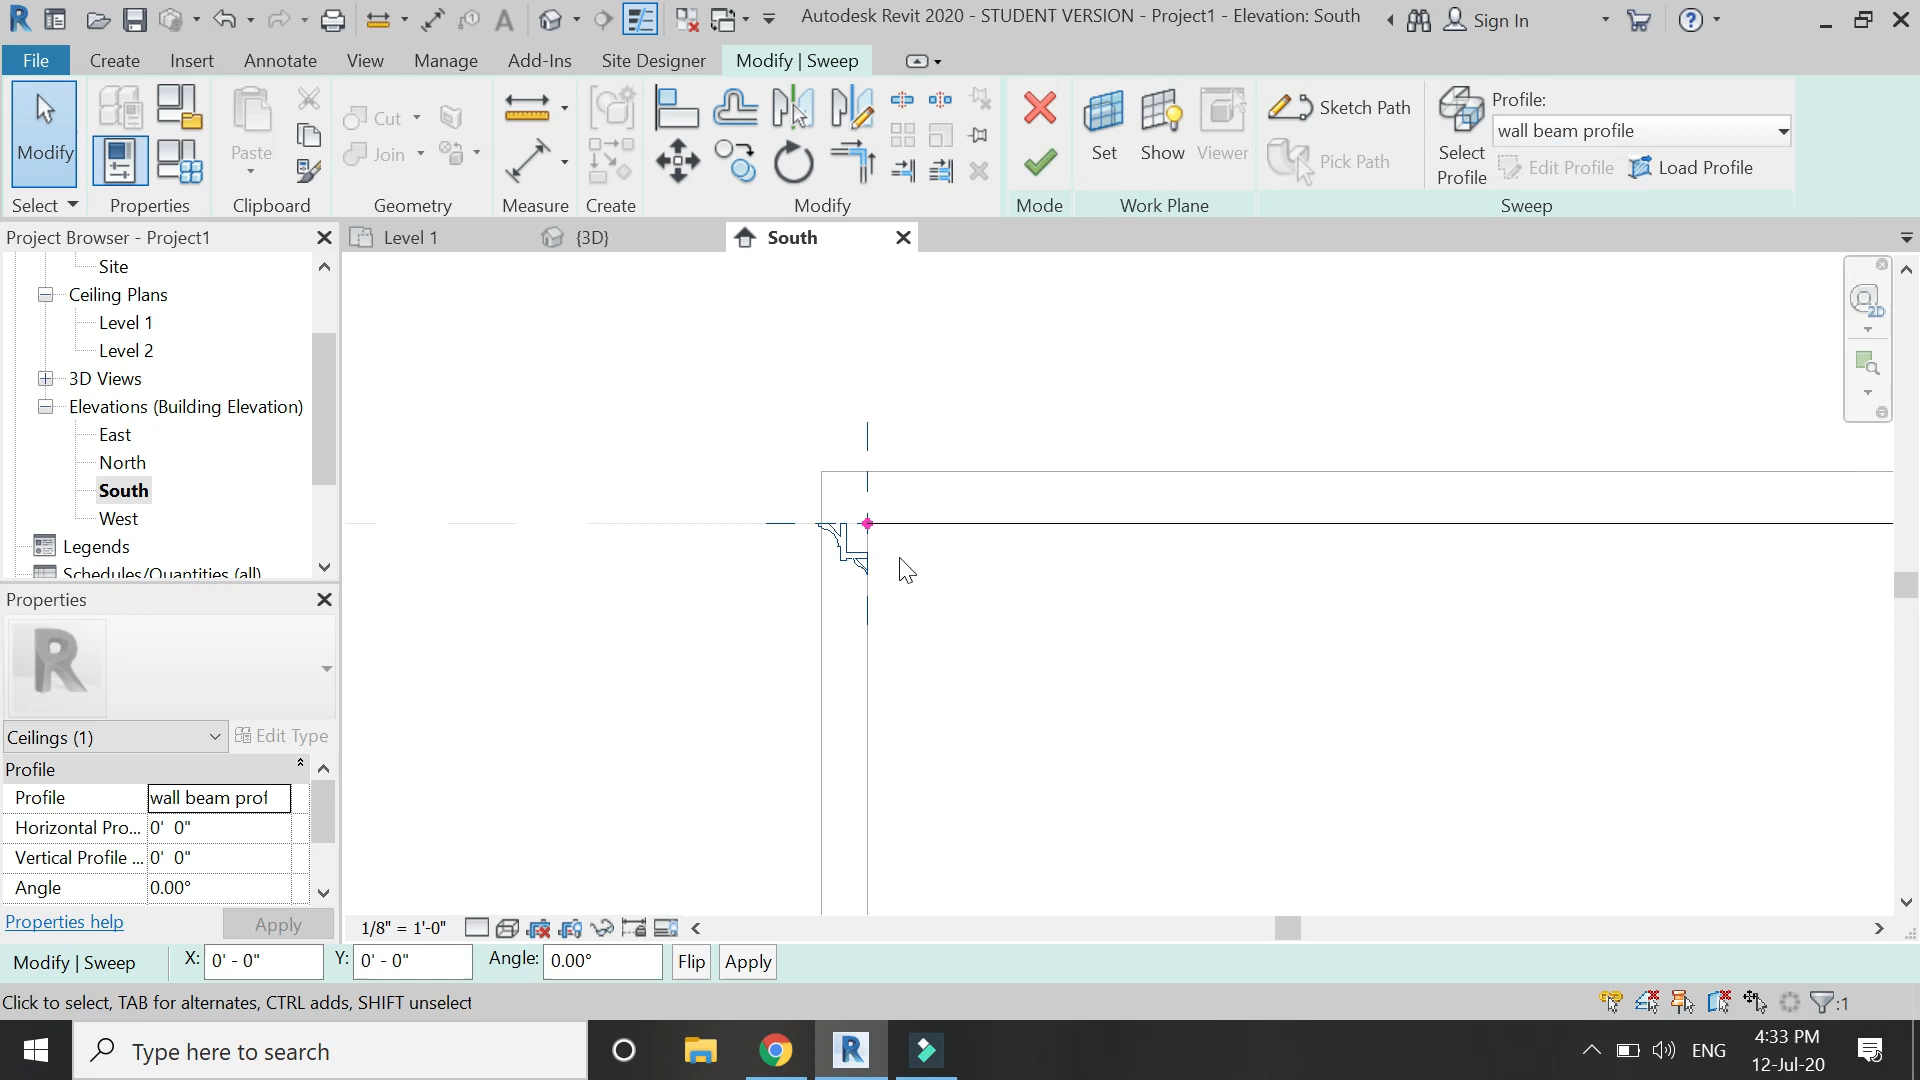 Autodesk Revit 2020 - STUDENT VERSION - Project1 - Elevation: South
Sign In
File
Create
Insert
Annotate
View
Manage
Add-Ins
Site Designer
Modify | Sweep
Modify
Paste
Cut
Join
Set
Show
Viewer
Sketch Path
Pick Path
Select Profile
Profile:
wall beam profile
Edit Profile
Load Profile
Select
Properties
Clipboard
Geometry
Measure
Create
Modify
Mode
Work Plane
Sweep
Project Browser - Project1
Level 1
{3D}
South
Site
Ceiling Plans
Level 1
Level 2
3D Views
Elevations (Building Elevation)
East
North
South
West
Legends
Schedules/Quantities (all)
Properties
Ceilings (1)
Edit Type
Profile
Profile
wall beam prof
Horizontal Pro...
0' 0"
Vertical Profile ...
0' 0"
Angle
0.00°
Properties help
Apply
1/8" = 1'-0"
2D
Modify | Sweep
X:
0' - 0"
Y:
0' - 0"
Angle:
0.00°
Flip
Apply
Click to select, TAB for alternates, CTRL adds, SHIFT unselect
:1
Type here to search
ENG
4:33 PM
12-Jul-20